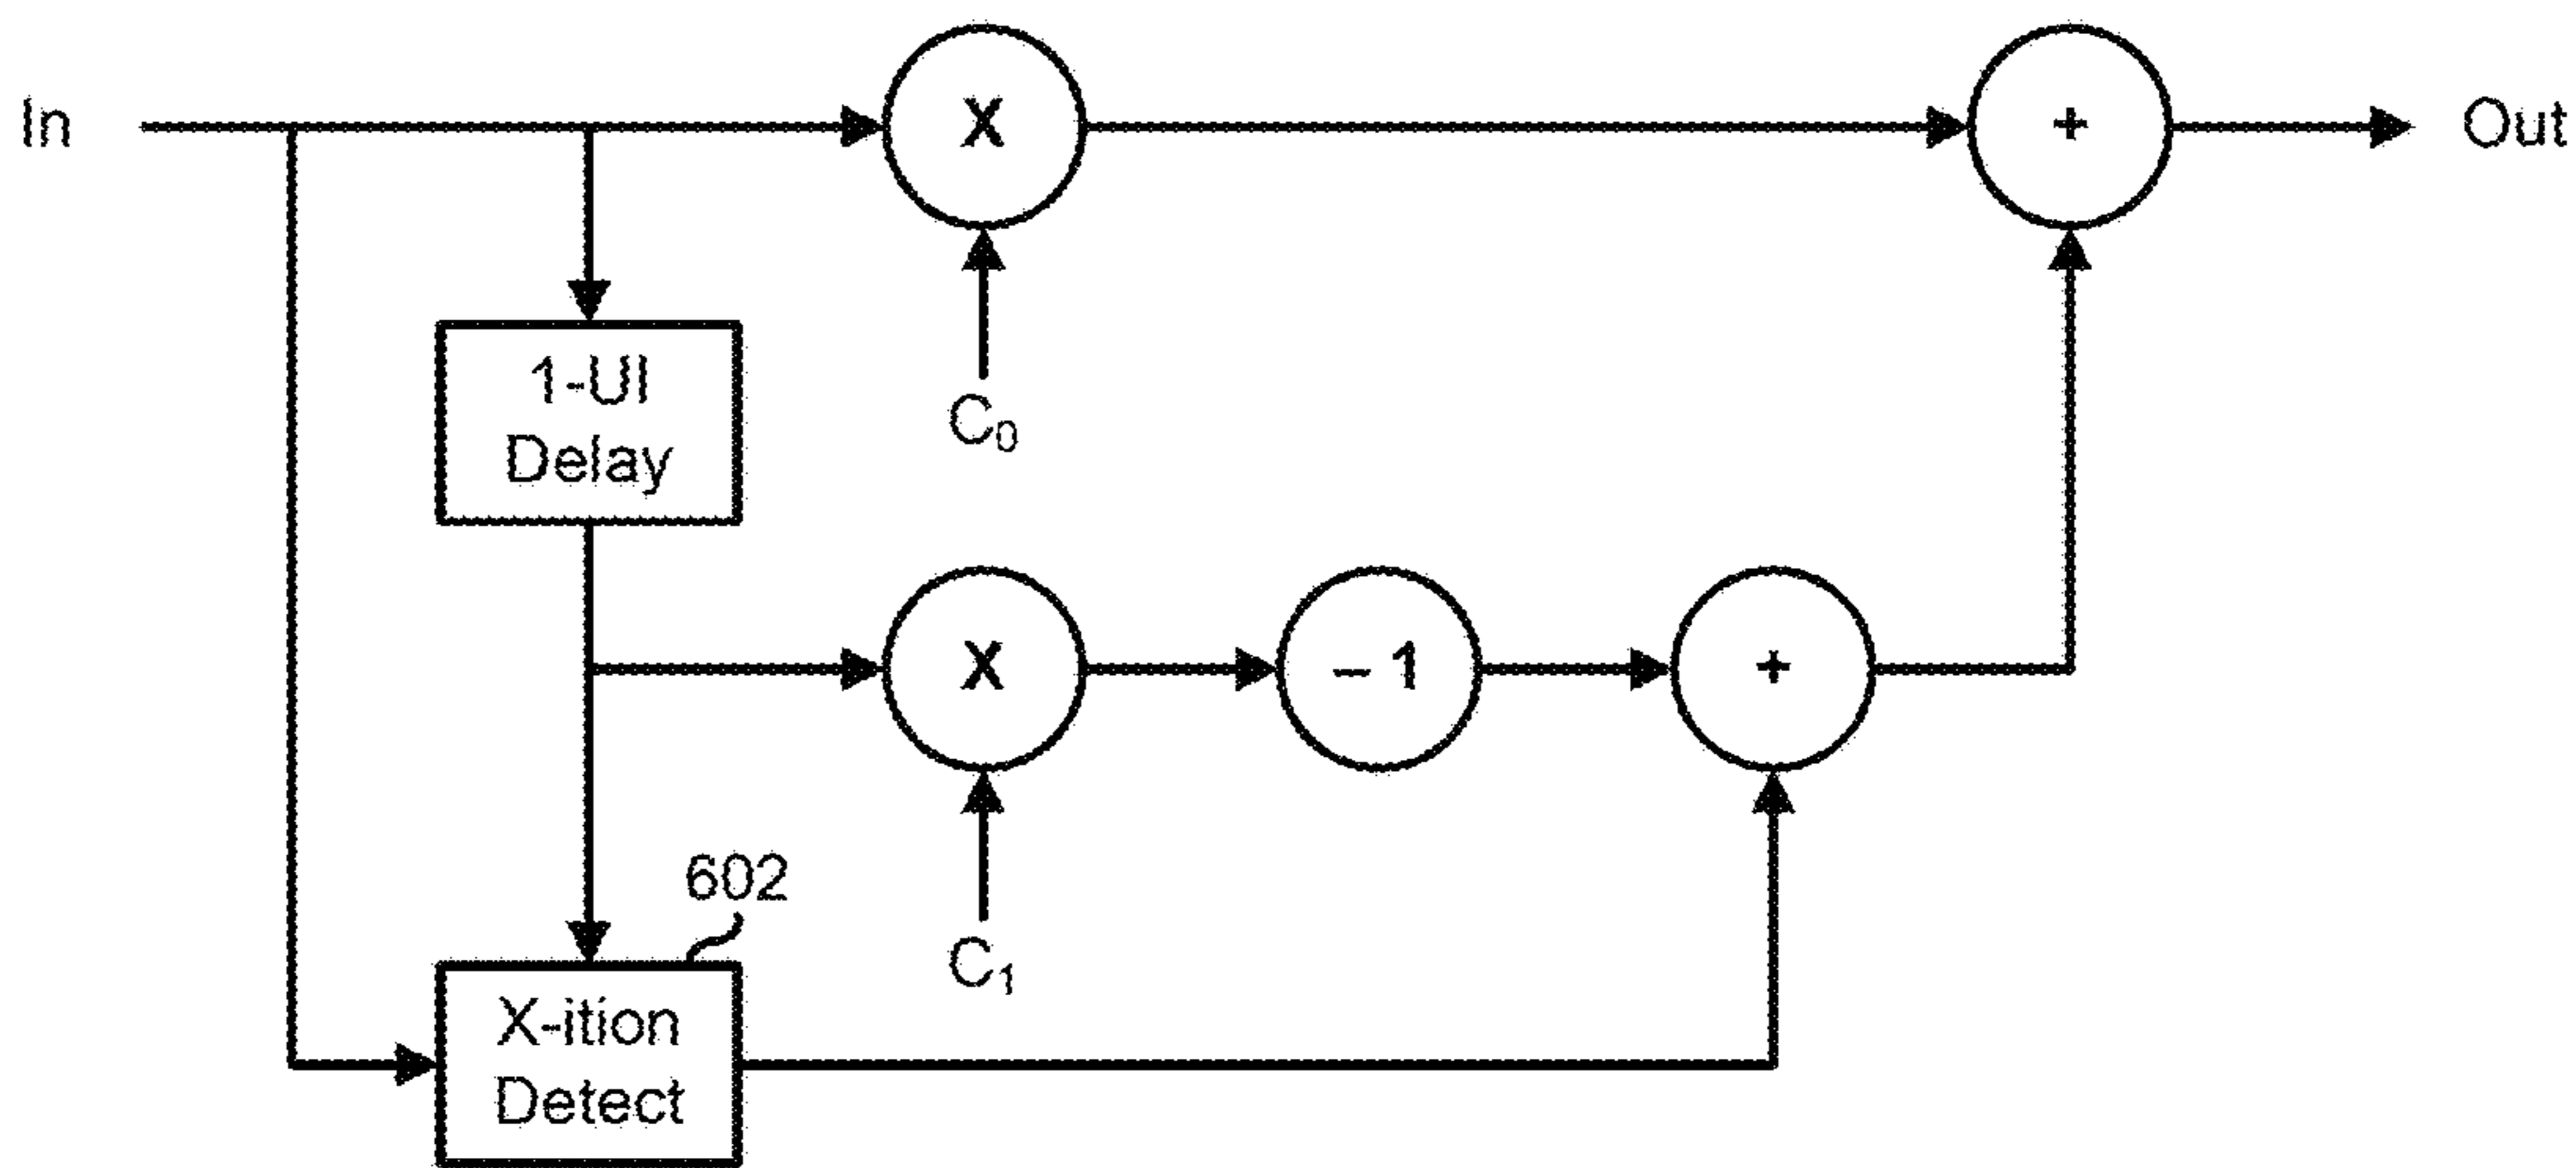 In
X
+
Out
1-UI
Delay
C₀
X
– 1
+
602
C₁
X-ition
Detect